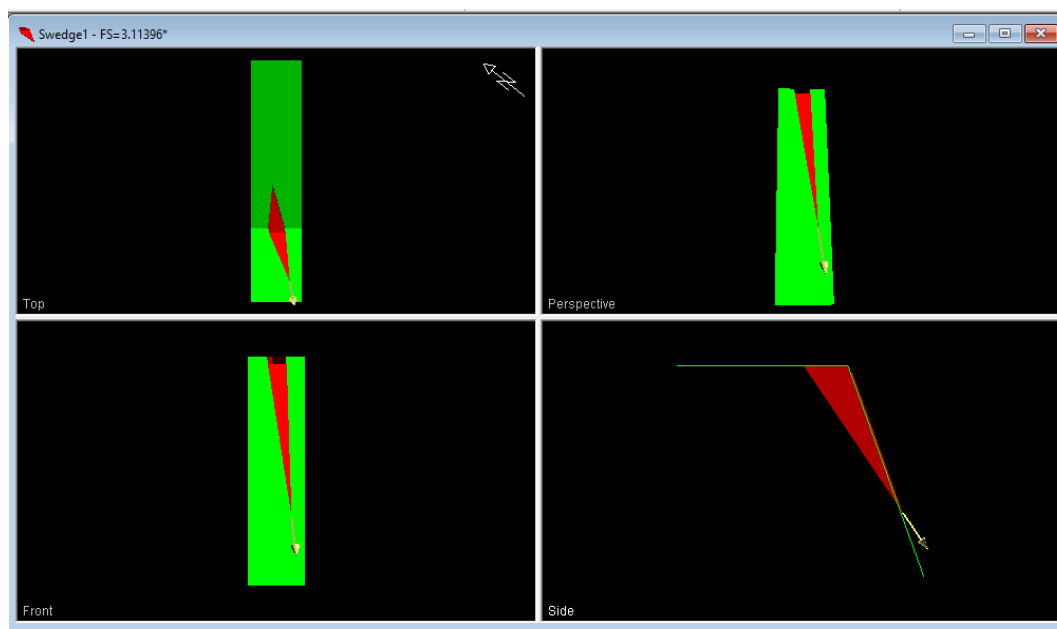 Swedge1 - FS=3.11396*
Top
Perspective
Front
Side